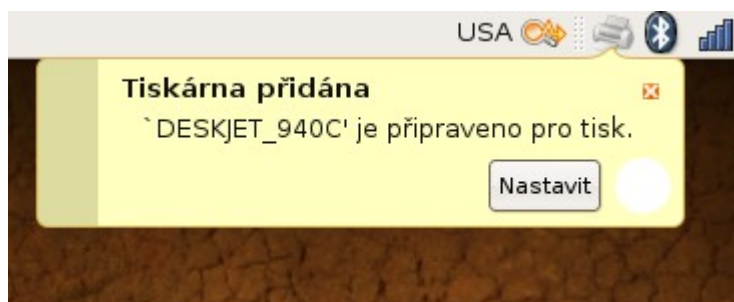 USA
Tiskárna přidána
`DESKJET_940C' je připraveno pro tisk.
Nastavit